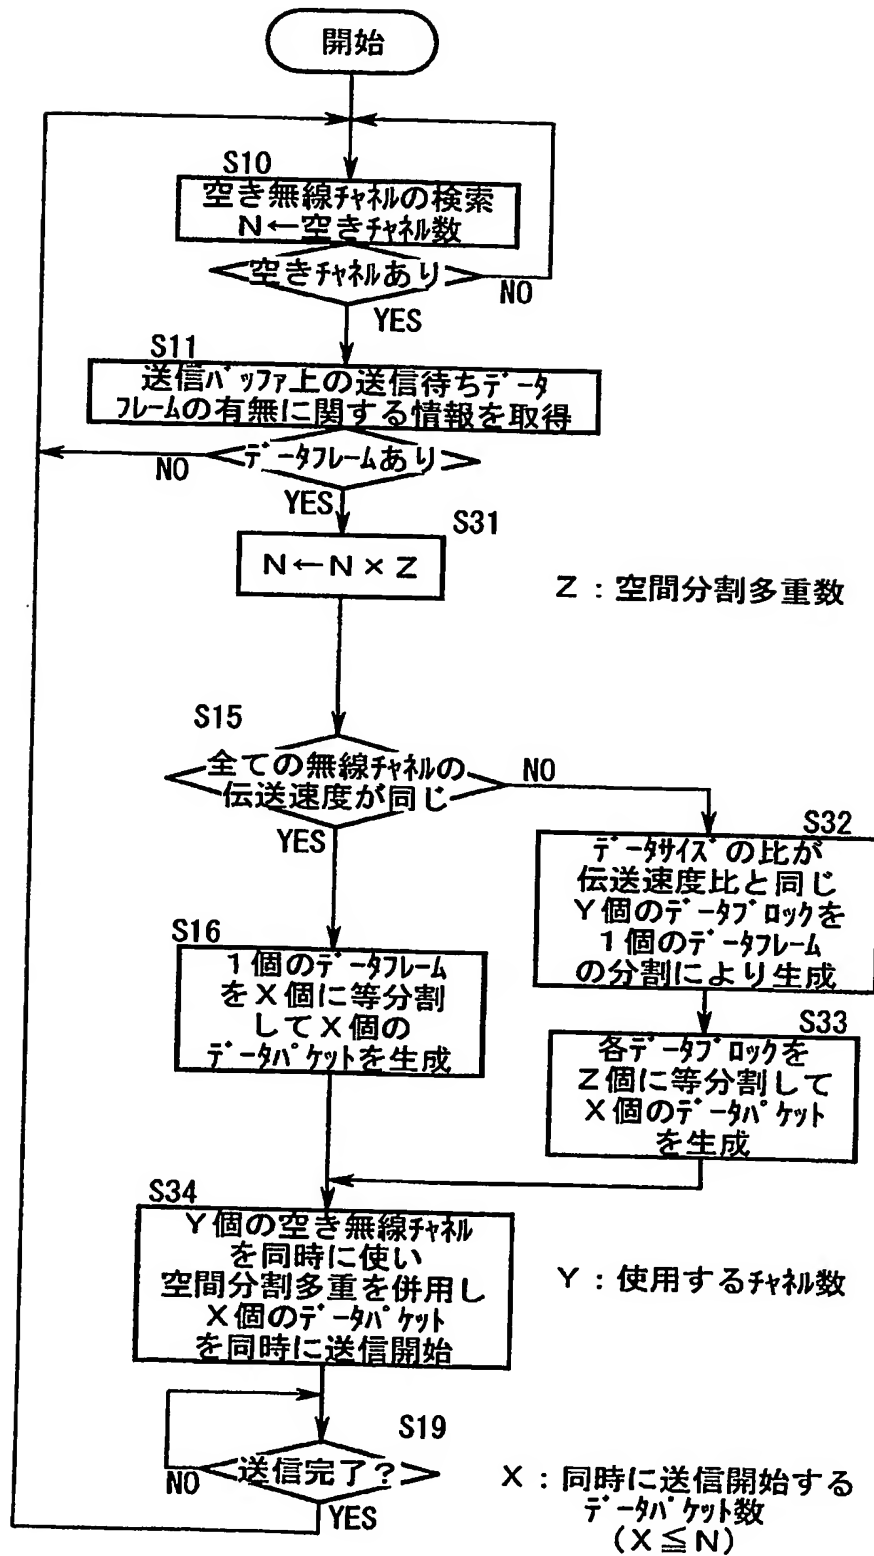 開始
S10
空き無線チャネルの検索
N←空きチャネル数
空きチャネルあり
NO
YES
S11
送信バッファ上の送信待ちデータ
フレームの有無に関する情報を取得
データフレームあり
NO
YES
S31
N←N×Z
Z:空間分割多重数
S15
全ての無線チャネルの
伝送速度が同じ
NO
YES
S32
データサイズの比が
伝送速度比と同じ
Y個のデータブロックを
1個のデータフレーム
の分割により生成
S16
1個のデータフレーム
をX個に等分割
してX個の
データパケットを生成
S33
各データブロックを
Z個に等分割して
X個のデータパケット
を生成
S34
Y個の空き無線チャネル
を同時に使い
空間分割多重を併用し
X個のデータパケット
を同時に送信開始
Y:使用するチャネル数
S19
送信完了?
NO
YES
X:同時に送信開始する
データパケット数
(X≦N)